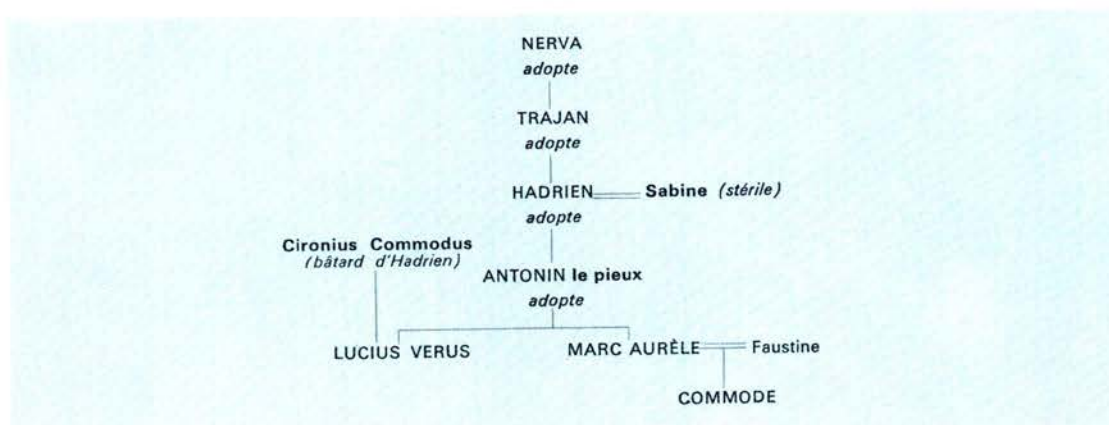 NERVA
adopte
TRAJAN
adopte
HADRIEN Sabine (stérile)
adopte
Cironius Commodus
(bâtard d'Hadrien)
ANTONIN le pieux
adopte
LUCIUS VERUS MARC AURÈLE Faustine
COMMODE